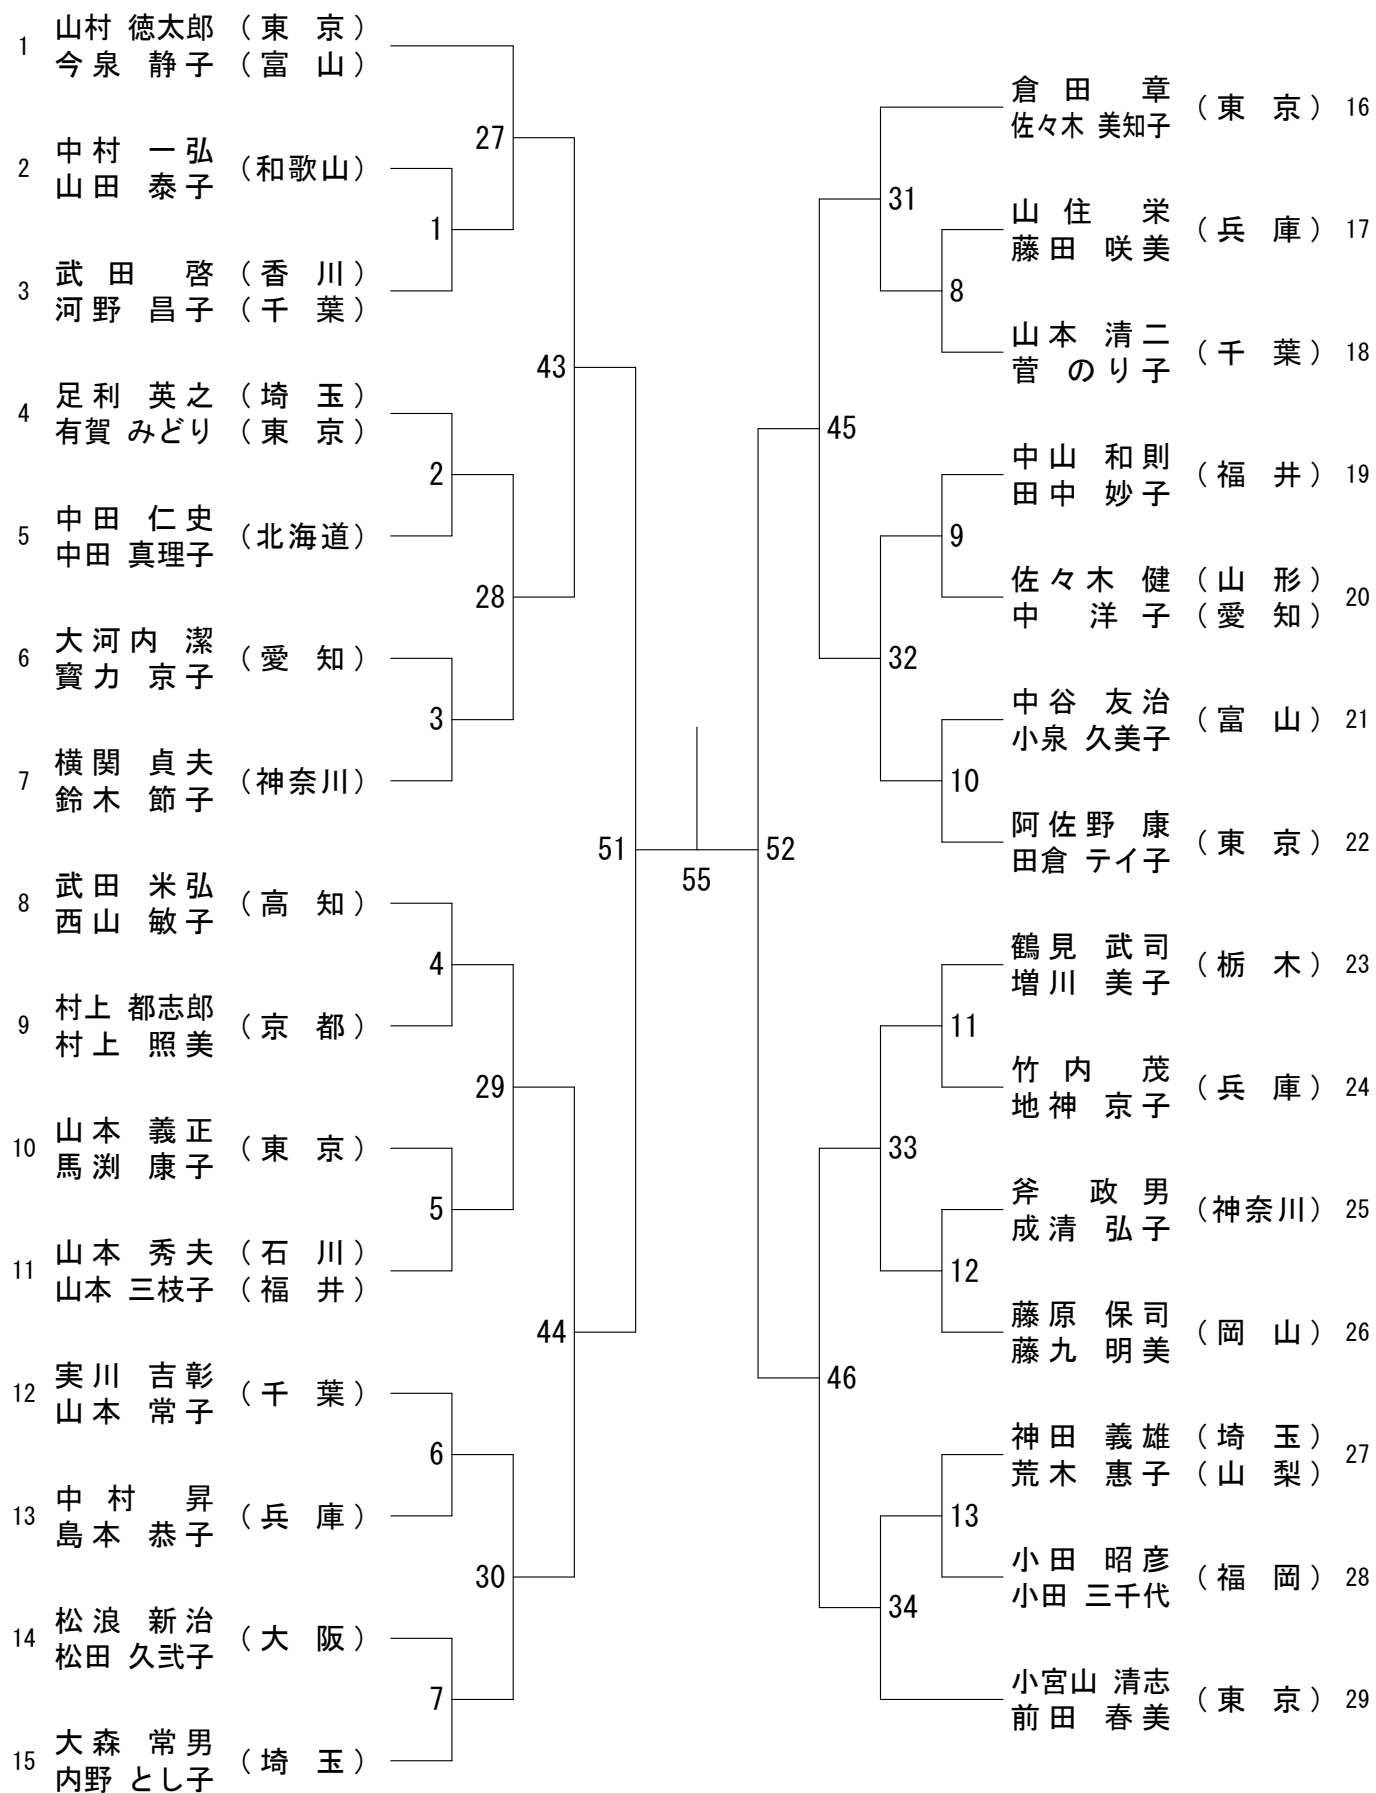 1 山村 徳太郎 （東 京）
今泉 静子 （富 山）
27
2 中村 一弘 （和歌山）
山田 泰子
1
3 武田 啓 （香 川）
河野 昌子 （千 葉）
43
4 足利 英之 （埼 玉）
有賀 みどり （東 京）
2
5 中田 仁史 （北海道）
中田 真理子
28
6 大河内 潔 （愛 知）
寳力 京子
3
7 横関 貞夫 （神奈川）
鈴木 節子
51
8 武田 米弘 （高 知）
西山 敏子
4
9 村上 都志郎 （京 都）
村上 照美
29
10 山本 義正 （東 京）
馬渕 康子
5
11 山本 秀夫 （石 川）
山本 三枝子 （福 井）
44
12 実川 吉彰 （千 葉）
山本 常子
6
13 中村 昇 （兵 庫）
島本 恭子
30
14 松浪 新治 （大 阪）
松田 久弐子
7
15 大森 常男 （埼 玉）
内野 とし子
55
倉田 章 （東 京） 16
佐々木 美知子
31
山住 栄 （兵 庫） 17
藤田 咲美
8
山本 清二 （千 葉） 18
菅 のり子
45
中山 和則 （福 井） 19
田中 妙子
9
佐々木 健 （山 形） 20
中 洋子 （愛 知）
32
中谷 友治 （富 山） 21
小泉 久美子
10
阿佐野 康 （東 京） 22
田倉 テイ子
52
鶴見 武司 （栃 木） 23
増川 美子
11
竹内 茂 （兵 庫） 24
地神 京子
33
斧 政男 （神奈川） 25
成清 弘子
12
藤原 保司 （岡 山） 26
藤九 明美
46
神田 義雄 （埼 玉） 27
荒木 惠子 （山 梨）
13
小田 昭彦 （福 岡） 28
小田 三千代
34
小宮山 清志 （東 京） 29
前田 春美